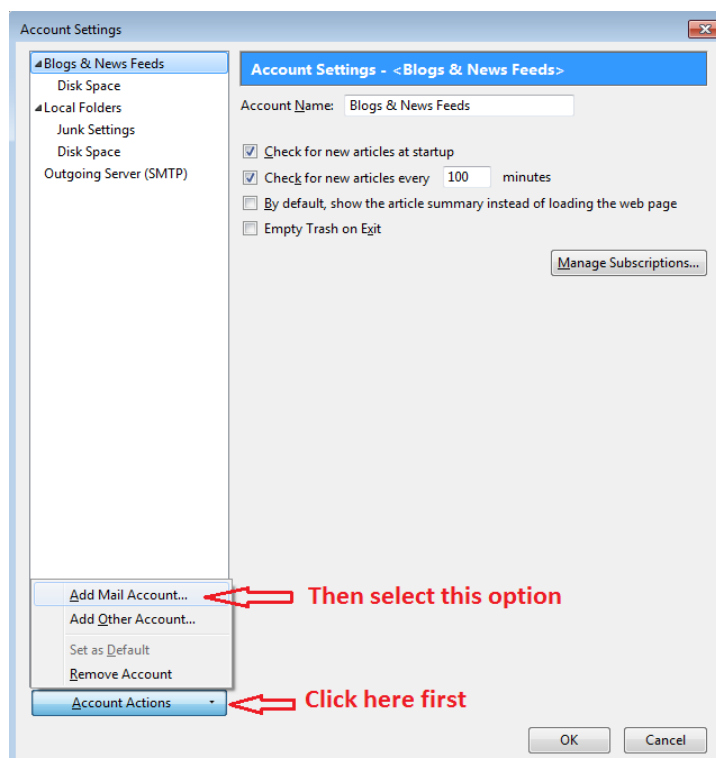 Account Settings
Blogs & News Feeds
Disk Space
Local Folders
Junk Settings
Disk Space
Outgoing Server (SMTP)
Account Settings - <Blogs & News Feeds>
Account Name: Blogs & News Feeds
Check for new articles at startup
Check for new articles every 100 minutes
By default, show the article summary instead of loading the web page
Empty Trash on Exit
Manage Subscriptions...
Add Mail Account...
Then select this option
Add Other Account...
Set as Default
Remove Account
Account Actions
Click here first
OK
Cancel